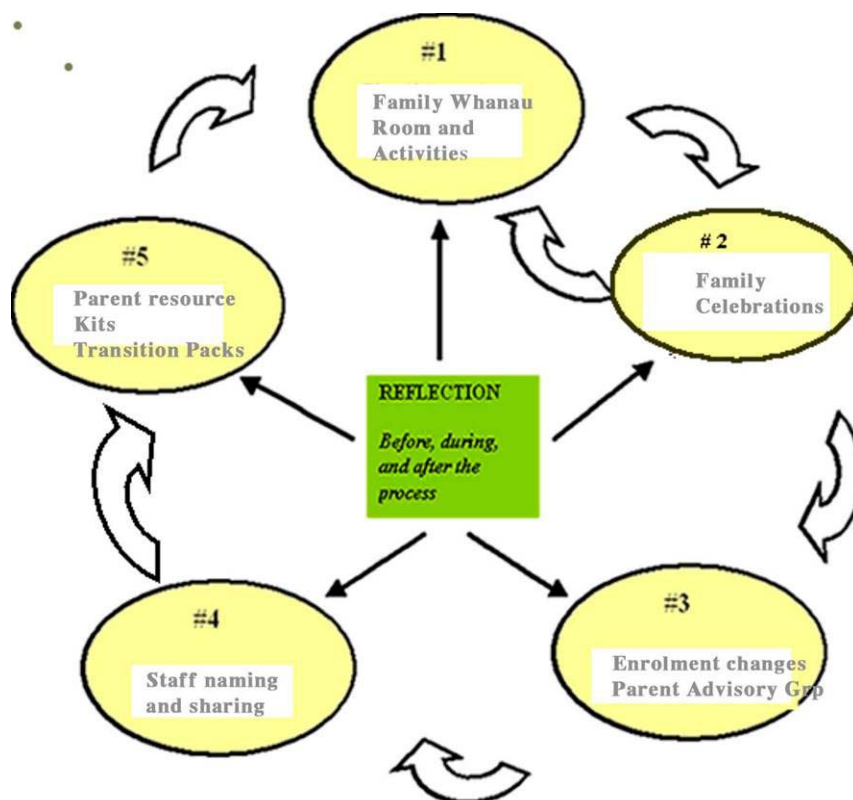 #1
Family Whanau
Room and
Activities
# 2
Family
Celebrations
#5
Parent resource
Kits
Transition Packs
REFLECTION
Before, during,
and after the
process
#4
Staff naming
and sharing
#3
Enrolment changes
Parent Advisory Grp